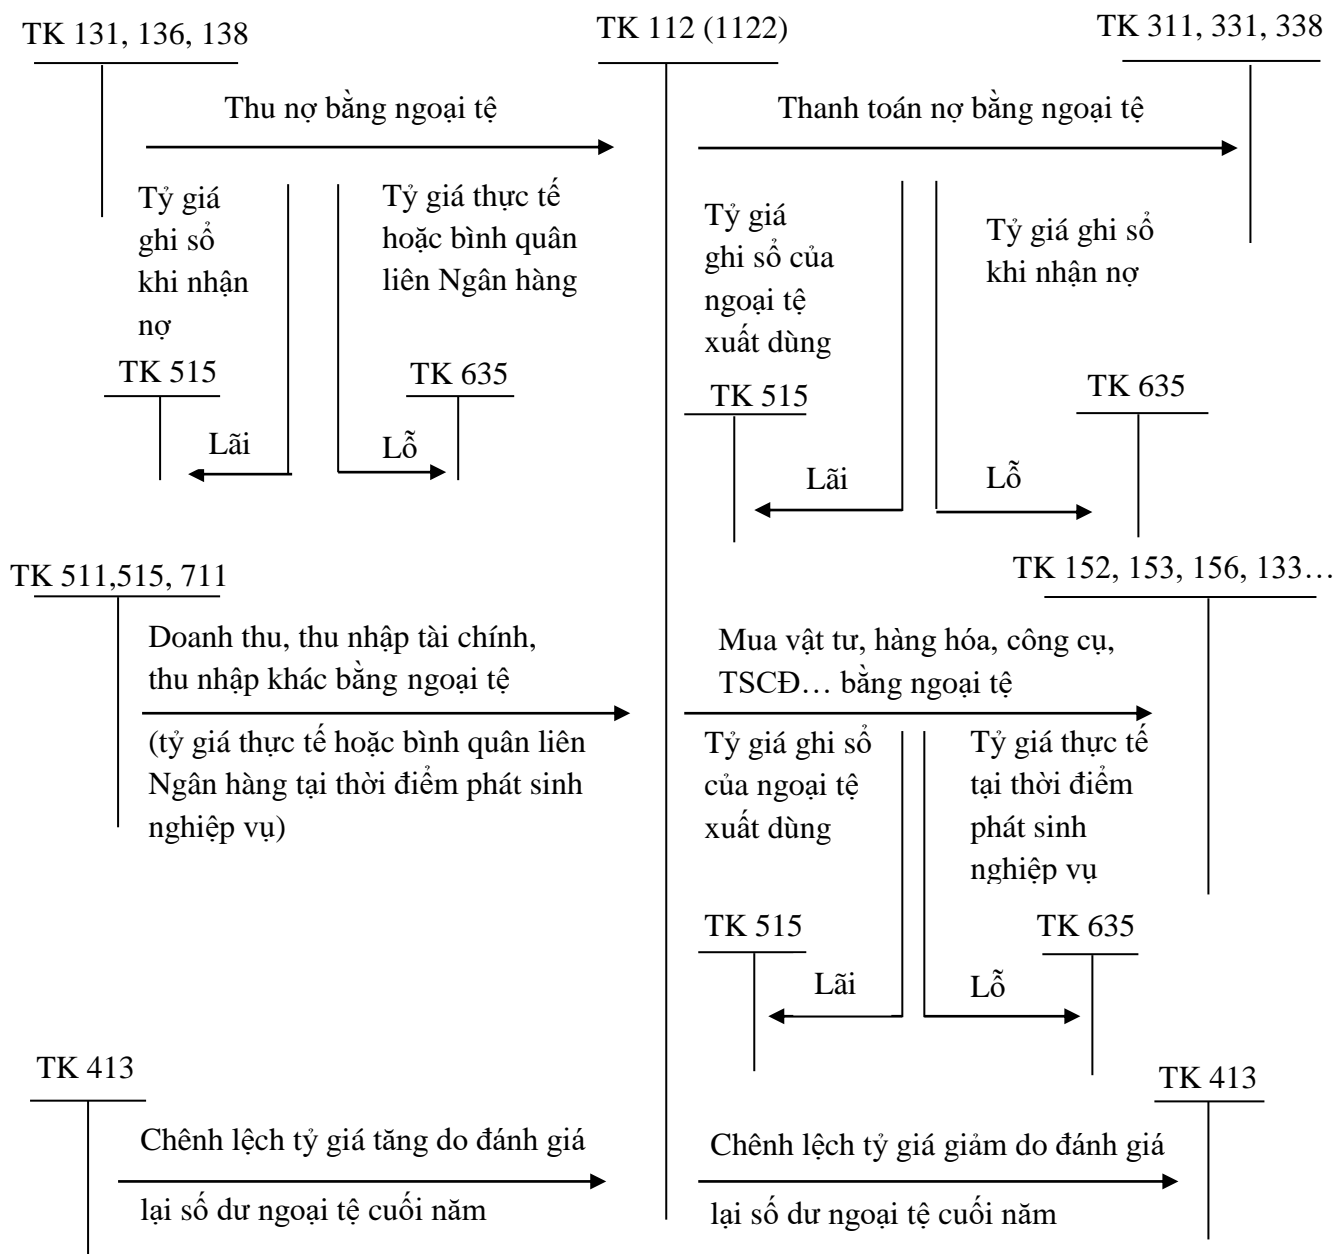 TK 131, 136, 138
TK 112 (1122)
TK 311, 331, 338
Thu nợ bằng ngoại tệ
Thanh toán nợ bằng ngoại tệ
Tỷ giá
ghi sổ
khi nhận
nợ
Tỷ giá thực tế
hoặc bình quân
liên Ngân hàng
Tỷ giá
ghi sổ của
ngoại tệ
xuất dùng
Tỷ giá ghi sổ
khi nhận nợ
TK 515
TK 635
TK 515
TK 635
Lãi
Lỗ
Lãi
Lỗ
TK 511,515, 711
TK 152, 153, 156, 133…
Doanh thu, thu nhập tài chính,
thu nhập khác bằng ngoại tệ
(tỷ giá thực tế hoặc bình quân liên
Ngân hàng tại thời điểm phát sinh
nghiệp vụ)
Mua vật tư, hàng hóa, công cụ,
TSCĐ… bằng ngoại tệ
Tỷ giá ghi sổ
của ngoại tệ
xuất dùng
Tỷ giá thực tế
tại thời điểm
phát sinh
nghiệp vụ
TK 515
TK 635
Lãi
Lỗ
TK 413
TK 413
Chênh lệch tỷ giá tăng do đánh giá
lại số dư ngoại tệ cuối năm
Chênh lệch tỷ giá giảm do đánh giá
lại số dư ngoại tệ cuối năm